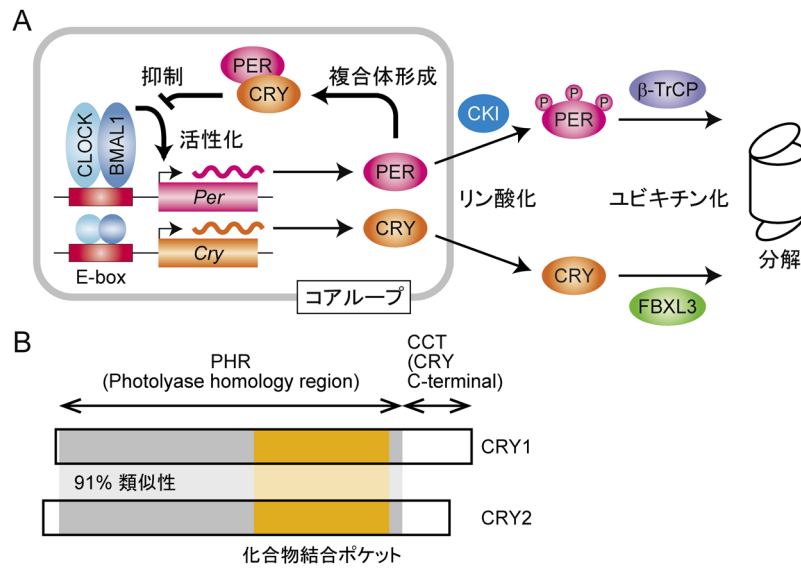 A
PER
CRY
抑制
複合体形成
CLOCK
BMAL1
活性化
Per
PER
CKI
P
P
P
PER
β-TrCP
リン酸化
ユビキチン化
Cry
CRY
CRY
FBXL3
分解
E-box
コアループ
B
PHR
(Photolyase homology region)
CCT
(CRY
C-terminal)
CRY1
91% 類似性
CRY2
化合物結合ポケット